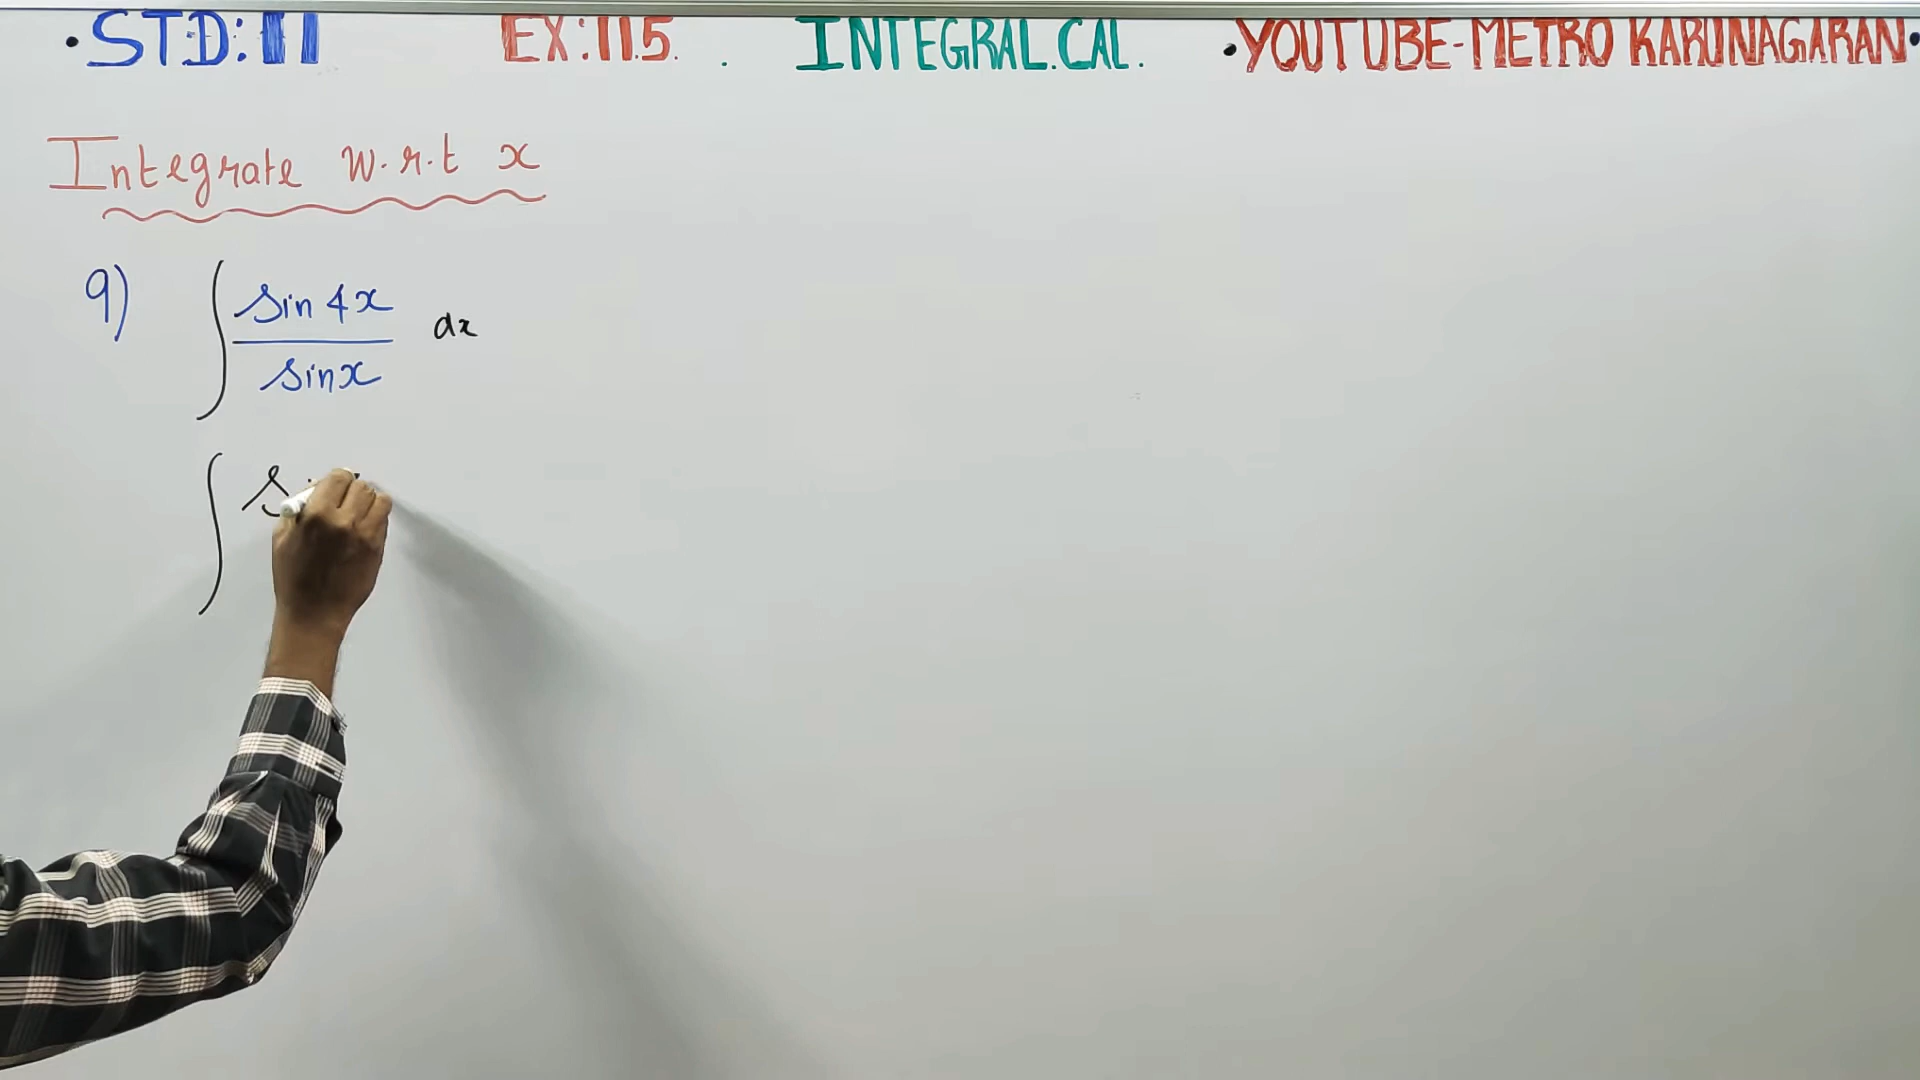 • STD: 11 EX: 11.5. . INTEGRAL.CAL. • YOUTUBE-METRO KARUNAGARAN •
Integrate w.r.t x
9) ∫ sin 4x / sin x dx
∫